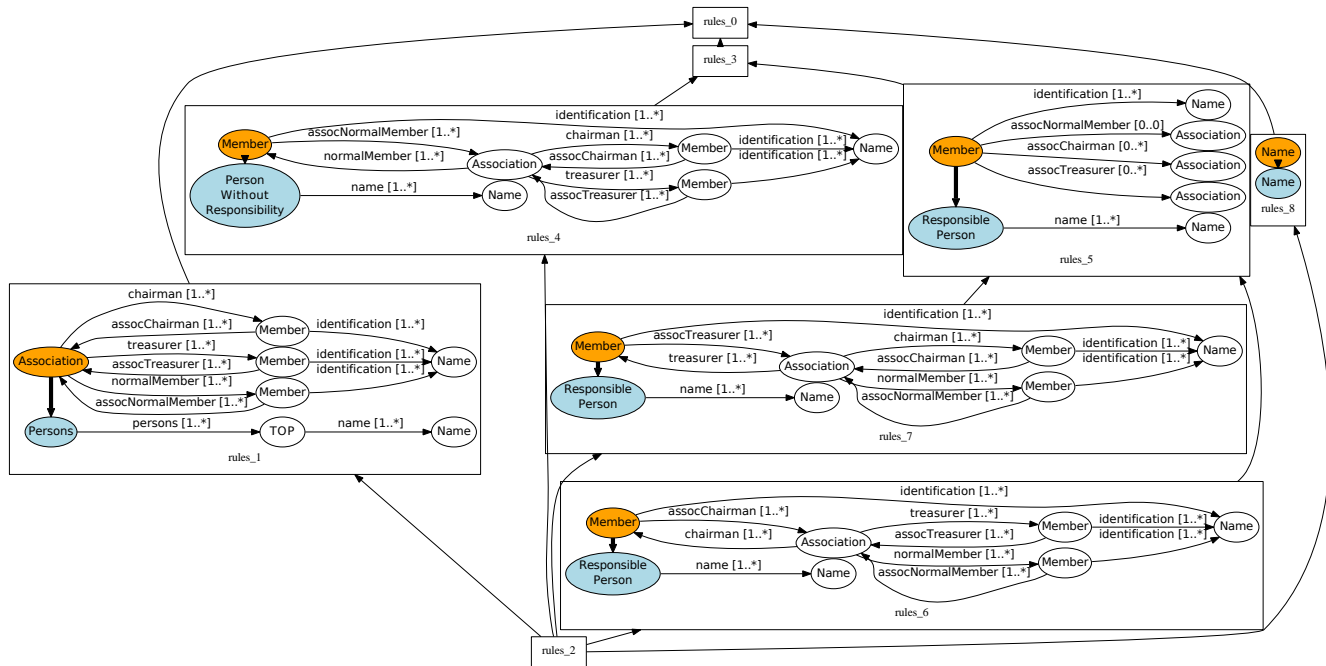 rules_0
rules_3
identification [1..*]
assocNormalMember [1..*]
chairman [1..*]
identification [1..*]
Member
normalMember [1..*]
Association
assocChairman [1..*]
Member
identification [1..*]
Name
treasurer [1..*]
Person
Without
Responsibility
name [1..*]
Name
assocTreasurer [1..*]
Member
rules_4
identification [1..*]
Name
assocNormalMember [0..0]
Association
Member
assocChairman [0..*]
Association
assocTreasurer [0..*]
Association
Responsible
Person
name [1..*]
Name
rules_5
Name
Name
rules_8
chairman [1..*]
assocChairman [1..*]
Member
identification [1..*]
Association
treasurer [1..*]
assocTreasurer [1..*]
Member
identification [1..*]
identification [1..*]
Name
normalMember [1..*]
assocNormalMember [1..*]
Member
Persons
persons [1..*]
TOP
name [1..*]
Name
rules_1
identification [1..*]
Member
assocTreasurer [1..*]
treasurer [1..*]
Association
chairman [1..*]
assocChairman [1..*]
Member
identification [1..*]
identification [1..*]
Name
normalMember [1..*]
assocNormalMember [1..*]
Member
Responsible
Person
name [1..*]
Name
rules_7
identification [1..*]
Member
assocChairman [1..*]
chairman [1..*]
Association
treasurer [1..*]
assocTreasurer [1..*]
Member
identification [1..*]
identification [1..*]
Name
normalMember [1..*]
assocNormalMember [1..*]
Member
Responsible
Person
name [1..*]
Name
rules_6
rules_2